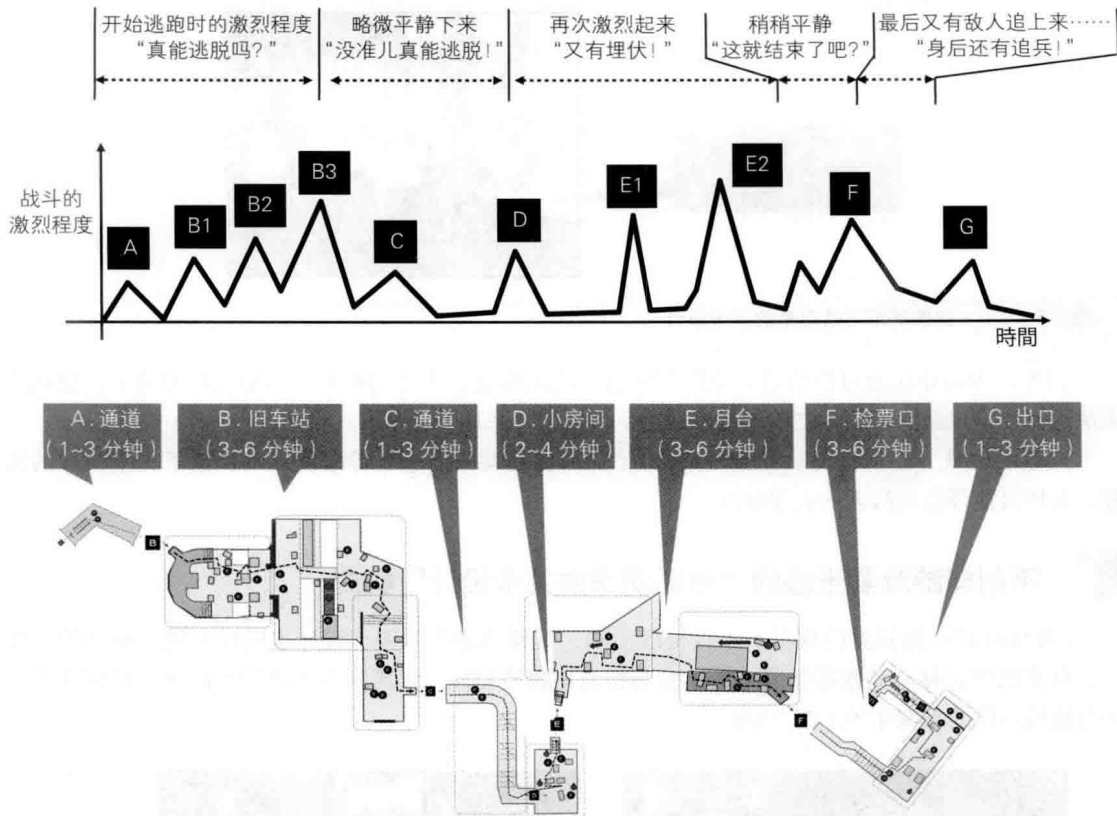 开始逃跑时的激烈程度
“真能逃脱吗？”
略微平静下来
“没准儿真能逃脱！”
再次激烈起来
“又有埋伏！”
稍稍平静
“这就结束了吧？”
最后又有敌人追上来……
“身后还有追兵！”
战斗的
激烈程度
A
B1
B2
B3
C
D
E1
E2
F
G
時間
A．通道
（1~3 分钟）
B．旧车站
（3~6 分钟）
C．通道
（1~3 分钟）
D．小房间
（2~4 分钟）
E．月台
（3~6 分钟）
F．检票口
（3~6 分钟）
G．出口
（1~3 分钟）
B
C
E
F